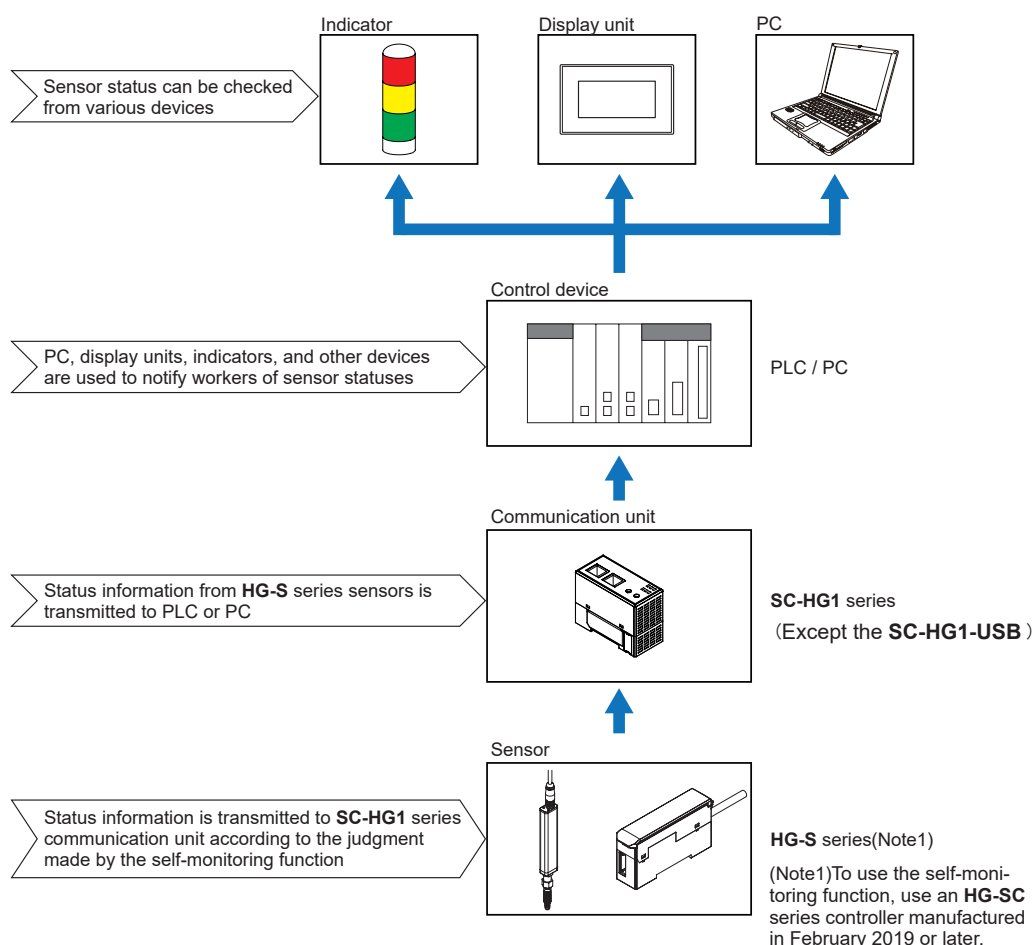 Indicator
Display unit
PC
Sensor status can be checked
from various devices
Control device
PC, display units, indicators, and other devices
are used to notify workers of sensor statuses
PLC / PC
Communication unit
Status information from HG-S series sensors is
transmitted to PLC or PC
SC-HG1 series
（Except the SC-HG1-USB）
Sensor
Status information is transmitted to SC-HG1 series
communication unit according to the judgment
made by the self-monitoring function
HG-S series(Note1)
(Note1)To use the self-moni-
toring function, use an HG-SC
series controller manufactured
in February 2019 or later.